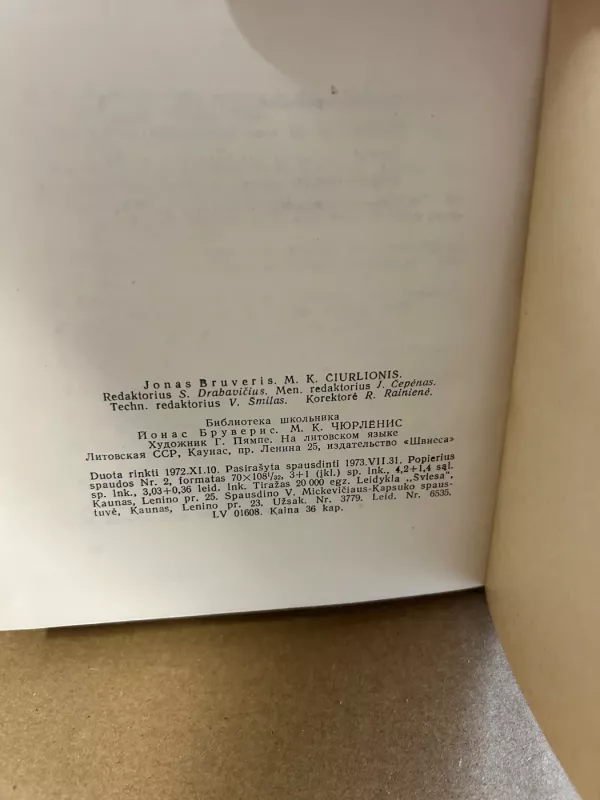 Jonas Bruveris. M. K. ČIURLIONIS.
Redaktorius S. Drabavičius. Men. redaktorius J. Čepėnas.
Techn. redaktorius V. Šmilas. Korektorė R. Rainienė.
Библиотека школьника
Йонас Бруверис. М. К. ЧЮРЛЕНИС
Художник Г. Пямпе. На литовском языке
Литовская ССР, Каунас, пр. Ленина 25, издательство «Швиеса»
Duota rinkti 1972.XI.10. Pasirašyta spausdinti 1973.VII.31. Popierius
spaudos Nr. 2, formatas 70×108¹/₃₂, 3+1 (įkl.) sp. lnk., 4,2+1,4 sąl.
sp. lnk., 3,03+0,36 leid. lnk. Tiražas 20 000 egz. Leidykla „Šviesa",
Kaunas, Lenino pr. 25. Spausdino V. Mickevičiaus-Kapsuko spaus-
tuvė, Kaunas, Lenino pr. 23. Užsak. Nr. 3779. Leid. Nr. 6535.
LV 01608. Kaina 36 kap.